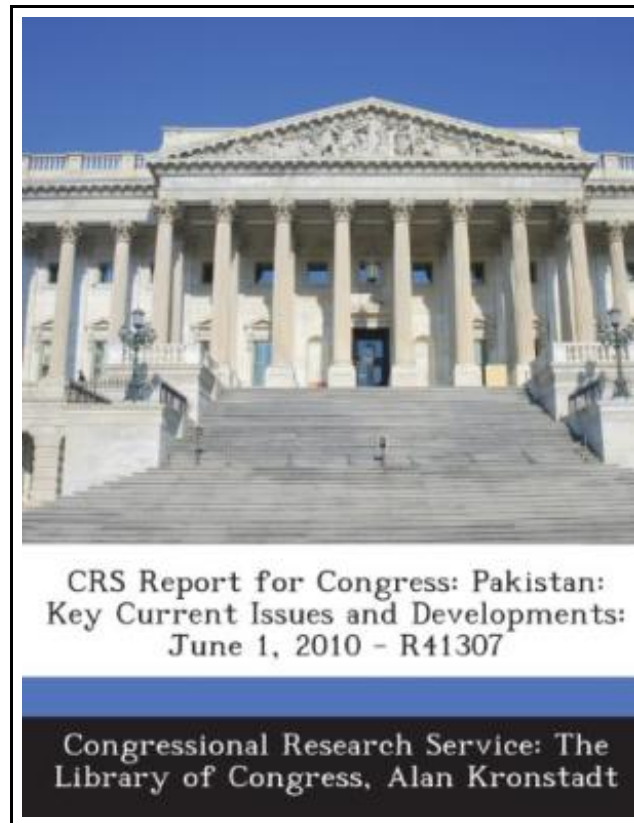 CRS Report for Congress: Pakistan:
Key Current Issues and Developments:
June 1, 2010 - R41307
Congressional Research Service: The
Library of Congress, Alan Kronstadt